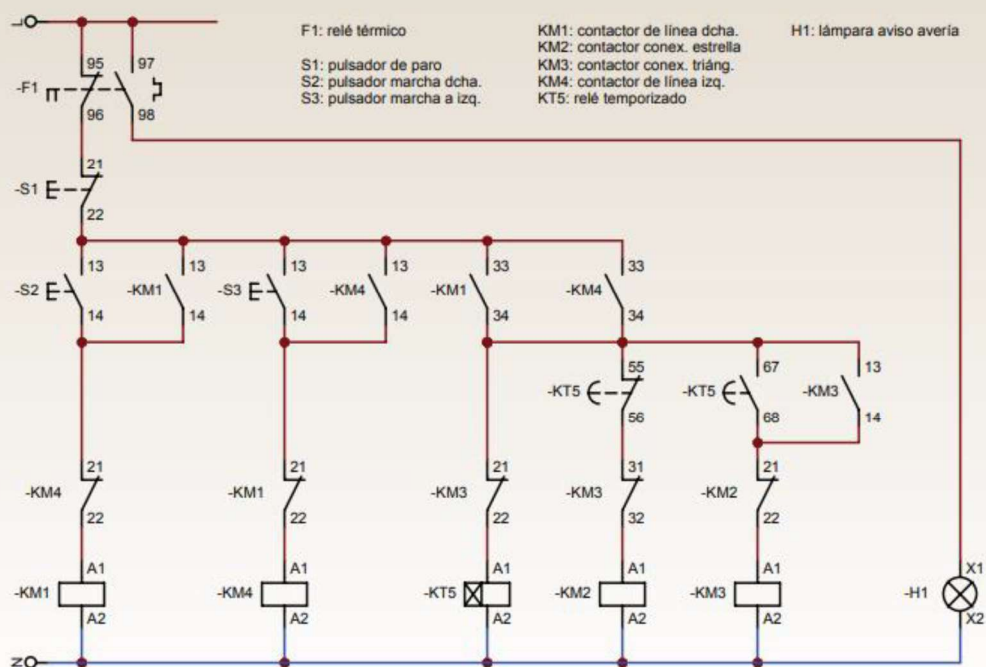 L
F1: relé térmico
S1: pulsador de paro
S2: pulsador marcha dcha.
S3: pulsador marcha a izq.
KM1: contactor de línea dcha.
KM2: contactor conex. estrella
KM3: contactor conex. triáng.
KM4: contactor de línea izq.
KT5: relé temporizado
H1: lámpara aviso avería
95 97
-F1
96 98
21
-S1
22
13 13 13 13 33 33
-S2 -KM1 -S3 -KM4 -KM1 -KM4
14 14 14 14 34 34
55 67 13
-KT5 -KT5 -KM3
56 68 14
21 21 21 31 21
-KM4 -KM1 -KM3 -KM3 -KM2
22 22 22 32 22
A1 A1 A1 A1 A1 X1
-KM1 -KM4 -KT5 -KM2 -KM3 -H1
A2 A2 A2 A2 A2 X2
N